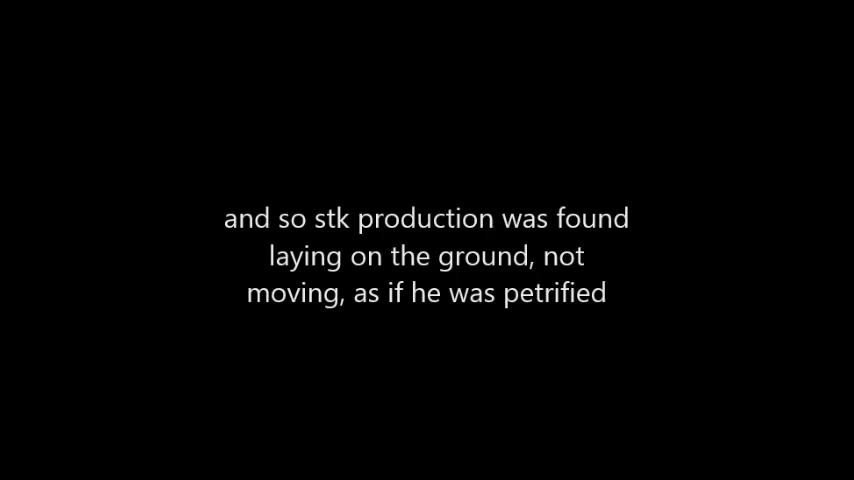 and so stk production was found
laying on the ground, not
moving, as if he was petrified